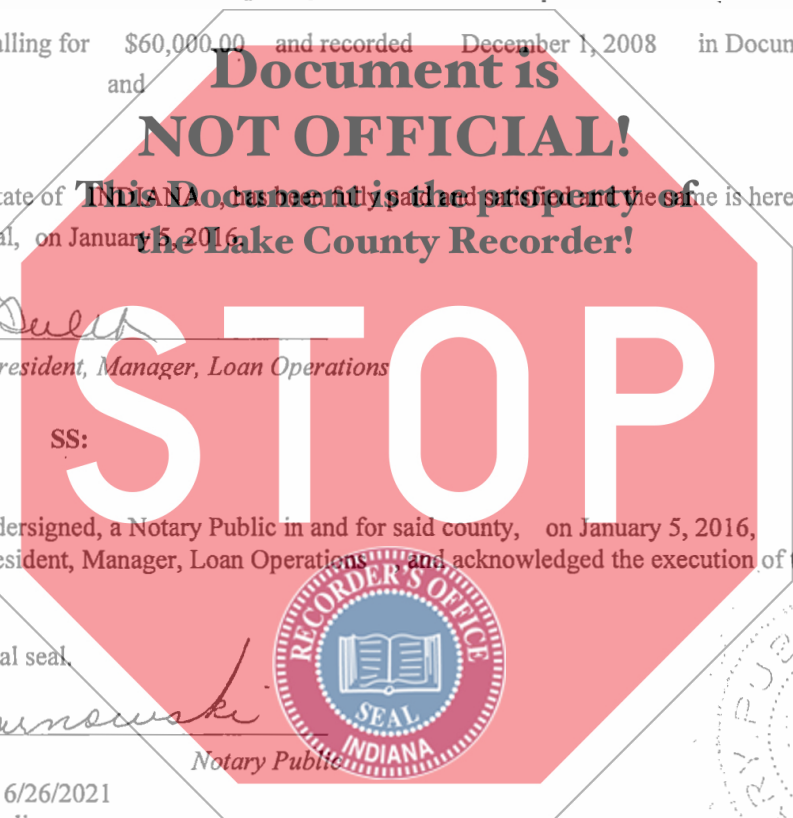 alling for $60,000.00 and recorded December 1, 2008 in Docum
and
Document is
NOT OFFICIAL!
tate of INDIANA , has been fully paid and satisfied and the same is here
This Document is the property of
al, on January 5, 2016.
the Lake County Recorder!
resident, Manager, Loan Operations
STOP
SS:
dersigned, a Notary Public in and for said county, on January 5, 2016,
esident, Manager, Loan Operations , and acknowledged the execution of t
RECORDER'S OFFICE
SEAL
INDIANA
al seal.
Notary Public
RY PUB
6/26/2021